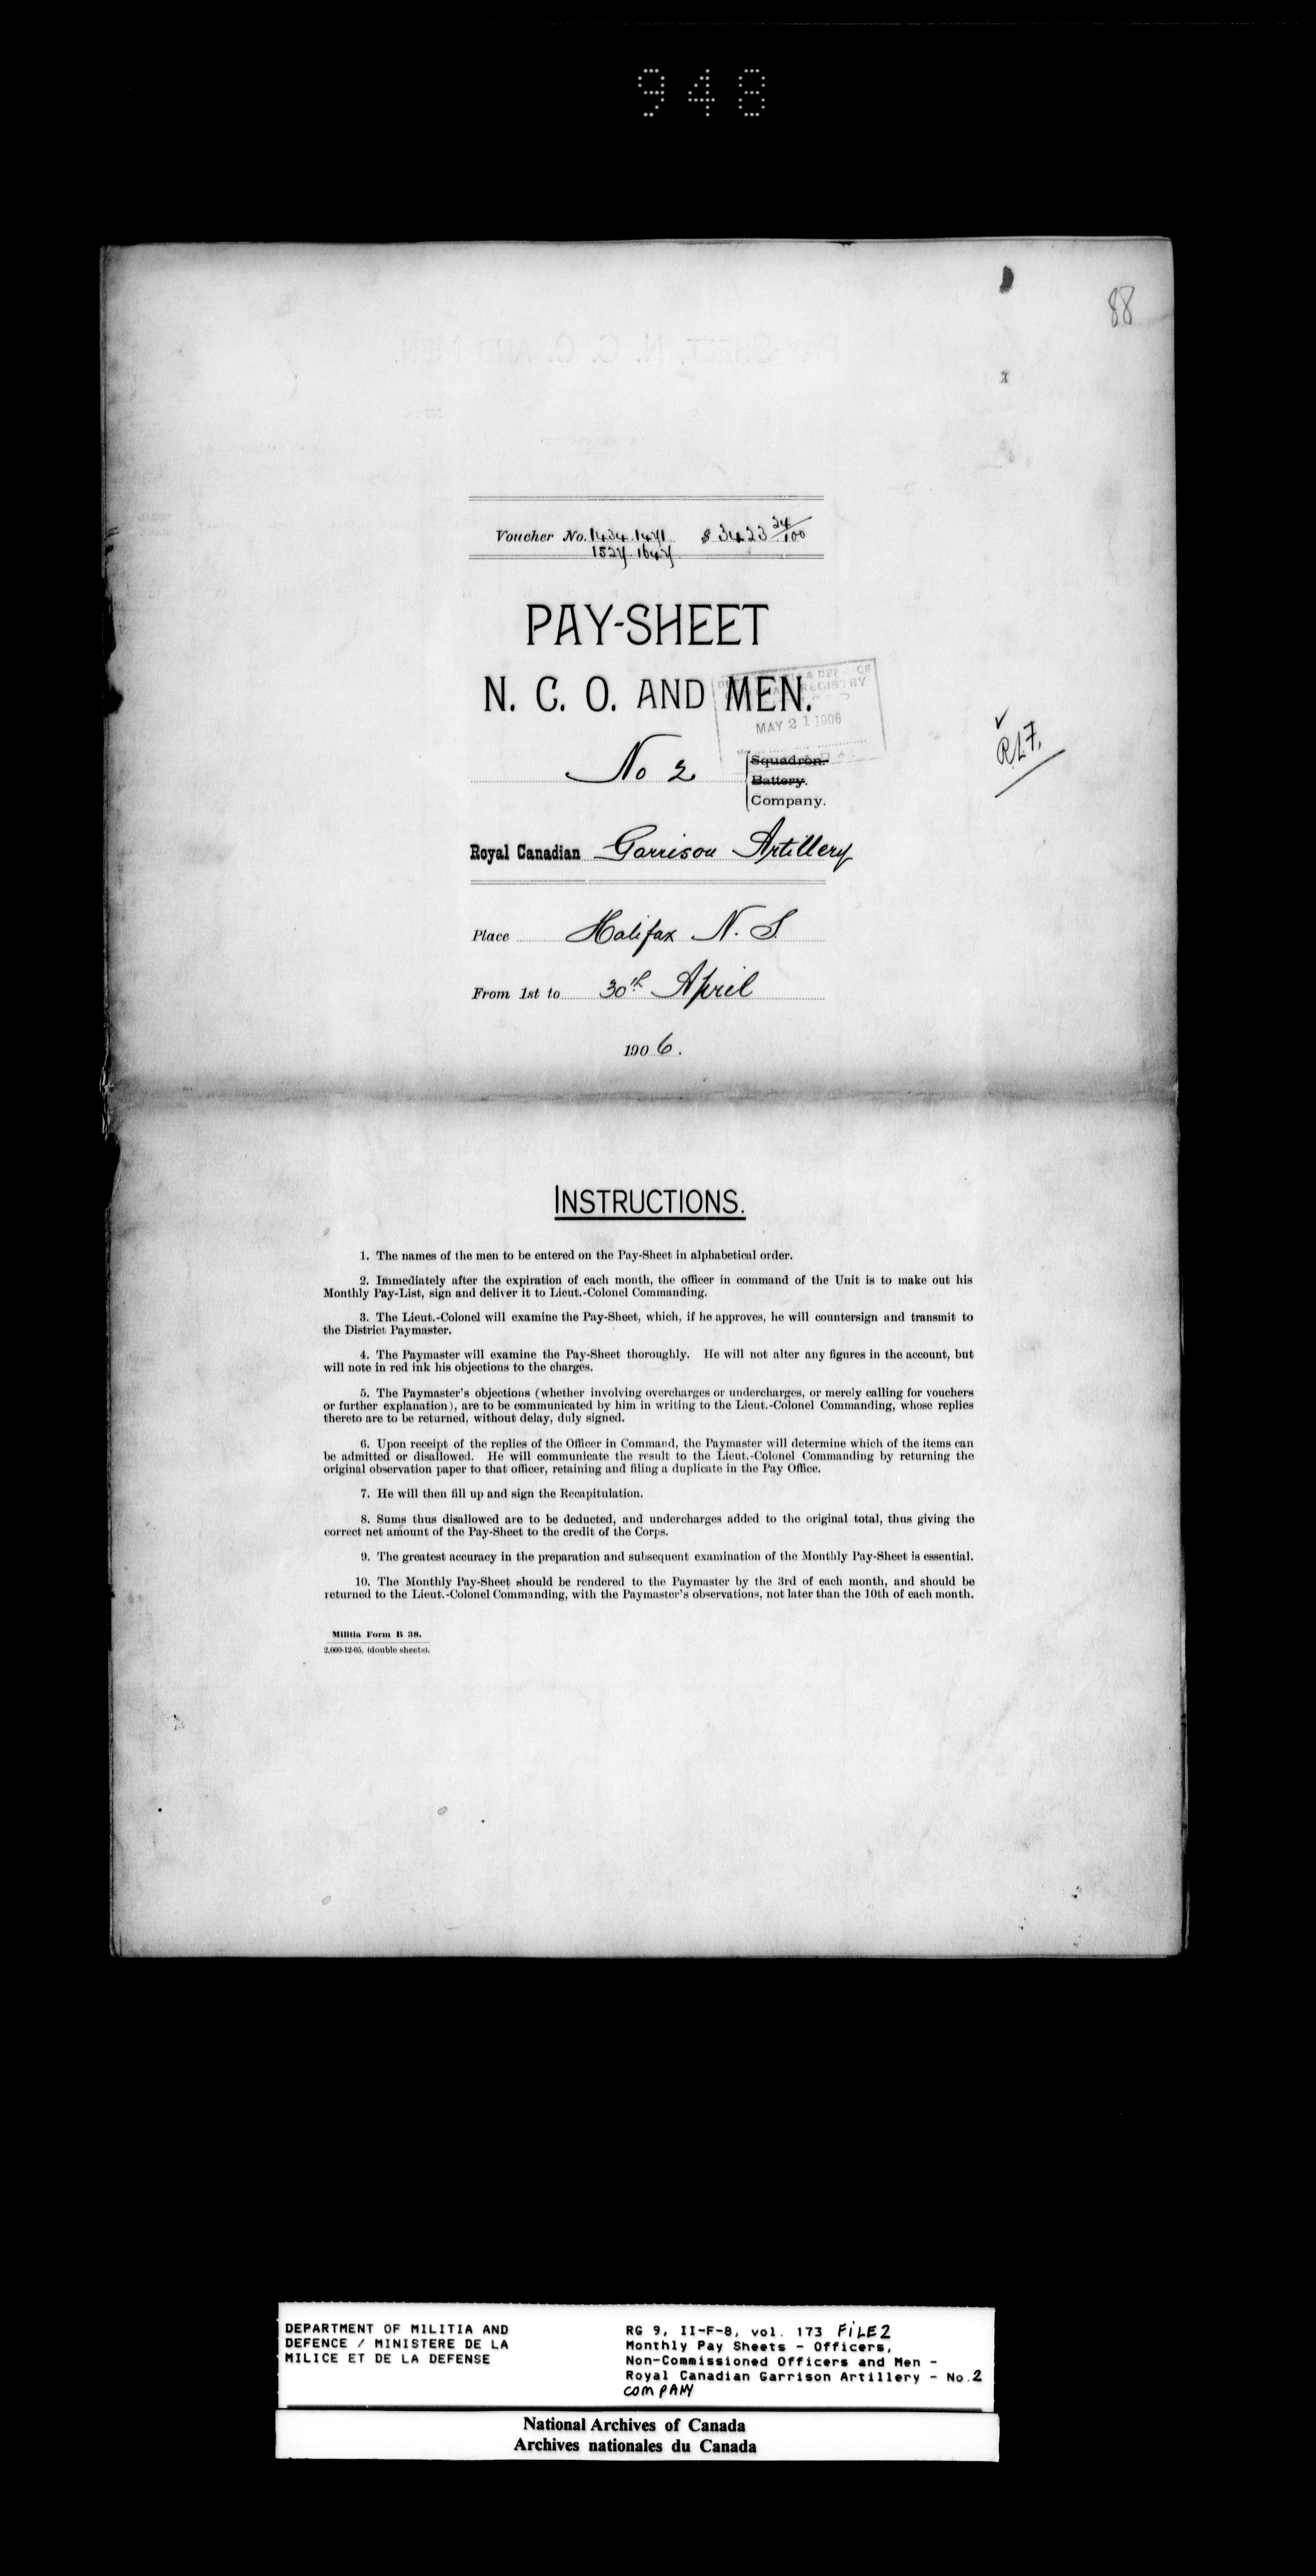 948
88
Voucher No. 1434 1471 $ 3423 24/100
1527 1647
PAY-SHEET
N. C. O. AND MEN.
REGISTRY
MAY 21 1906
No 2
Squadron.
Battery.
Company.
R.L.F.
Royal Canadian Garrison Artillery
Place Halifax N. S.
From 1st to 30th April
1906.
INSTRUCTIONS.
1. The names of the men to be entered on the Pay-Sheet in alphabetical order.
2. Immediately after the expiration of each month, the officer in command of the Unit is to make out his
Monthly Pay-List, sign and deliver it to Lieut.-Colonel Commanding.
3. The Lieut.-Colonel will examine the Pay-Sheet, which, if he approves, he will countersign and transmit to
the District Paymaster.
4. The Paymaster will examine the Pay-Sheet thoroughly. He will not alter any figures in the account, but
will note in red ink his objections to the charges.
5. The Paymaster's objections (whether involving overcharges or undercharges, or merely calling for vouchers
or further explanation), are to be communicated by him in writing to the Lieut.-Colonel Commanding, whose replies
thereto are to be returned, without delay, duly signed.
6. Upon receipt of the replies of the Officer in Command, the Paymaster will determine which of the items can
be admitted or disallowed. He will communicate the result to the Lieut.-Colonel Commanding by returning the
original observation paper to that officer, retaining and filing a duplicate in the Pay Office.
7. He will then fill up and sign the Recapitulation.
8. Sums thus disallowed are to be deducted, and undercharges added to the original total, thus giving the
correct net amount of the Pay-Sheet to the credit of the Corps.
9. The greatest accuracy in the preparation and subsequent examination of the Monthly Pay-Sheet is essential.
10. The Monthly Pay-Sheet should be rendered to the Paymaster by the 3rd of each month, and should be
returned to the Lieut.-Colonel Commanding, with the Paymaster's observations, not later than the 10th of each month.
Militia Form B 38.
2,000-12-05, (double sheets).
DEPARTMENT OF MILITIA AND
DEFENCE / MINISTERE DE LA
MILICE ET DE LA DEFENSE
RG 9, II-F-8, vol. 173 FILE 2
Monthly Pay Sheets - Officers,
Non-Commissioned Officers and Men -
Royal Canadian Garrison Artillery - No. 2
COMPANY
National Archives of Canada
Archives nationales du Canada